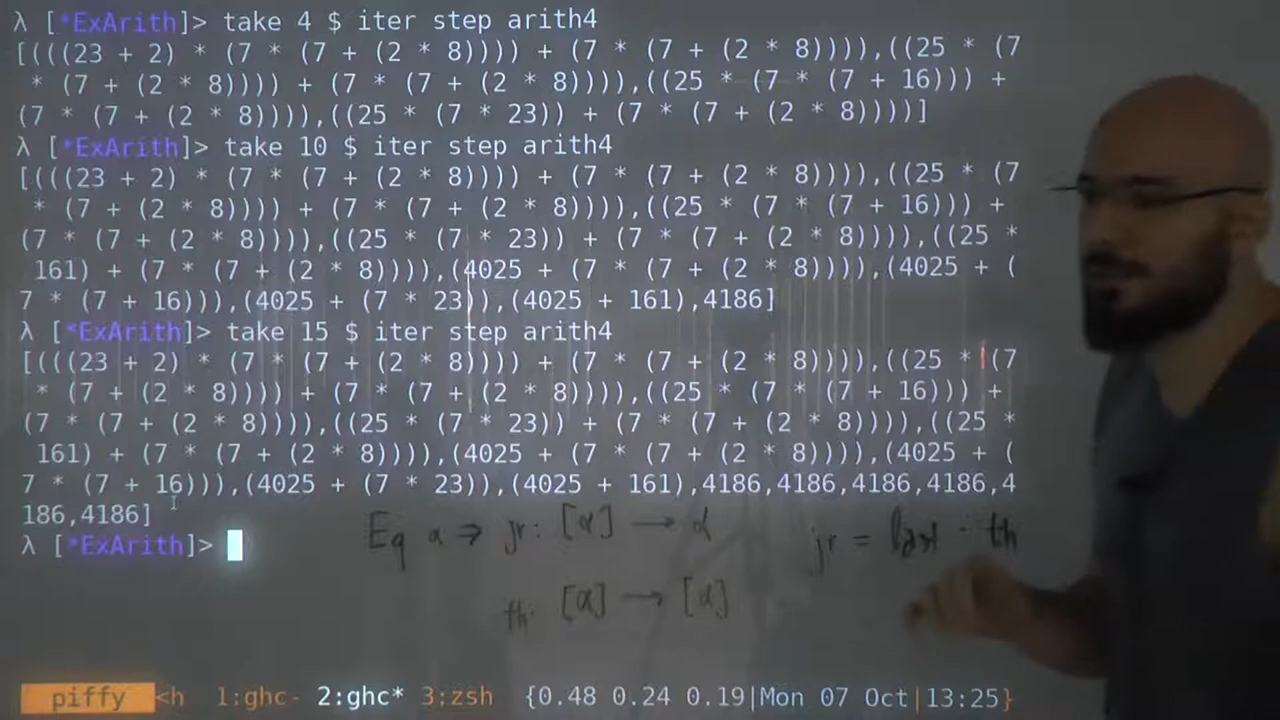 λ [*ExArith]> take 4 $ iter step arith4
[(((23 + 2) * (7 * (7 + (2 * 8)))) + (7 * (7 + (2 * 8)))),((25 * (7
 * (7 + (2 * 8)))) + (7 * (7 + (2 * 8)))),((25 * (7 * (7 + 16))) +
(7 * (7 + (2 * 8)))),((25 * (7 * 23)) + (7 * (7 + (2 * 8))))]
λ [*ExArith]> take 10 $ iter step arith4
[(((23 + 2) * (7 * (7 + (2 * 8)))) + (7 * (7 + (2 * 8)))),((25 * (7
 * (7 + (2 * 8)))) + (7 * (7 + (2 * 8)))),((25 * (7 * (7 + 16))) +
(7 * (7 + (2 * 8)))),((25 * (7 * 23)) + (7 * (7 + (2 * 8)))),((25 *
 161) + (7 * (7 + (2 * 8)))),(4025 + (7 * (7 + (2 * 8)))),(4025 + (
7 * (7 + 16))),(4025 + (7 * 23)),(4025 + 161),4186]
λ [*ExArith]> take 15 $ iter step arith4
[(((23 + 2) * (7 * (7 + (2 * 8)))) + (7 * (7 + (2 * 8)))),((25 * (7
 * (7 + (2 * 8)))) + (7 * (7 + (2 * 8)))),((25 * (7 * (7 + 16))) +
(7 * (7 + (2 * 8)))),((25 * (7 * 23)) + (7 * (7 + (2 * 8)))),((25 *
 161) + (7 * (7 + (2 * 8)))),(4025 + (7 * (7 + (2 * 8)))),(4025 + (
7 * (7 + 16))),(4025 + (7 * 23)),(4025 + 161),4186,4186,4186,4186,4
186,4186]
λ [*ExArith]>
Eq α ⇒ jr: [α] → α jr = last · th
th: [α] → [α]
piffy <h 1:ghc- 2:ghc* 3:zsh {0.48 0.24 0.19|Mon 07 Oct|13:25}